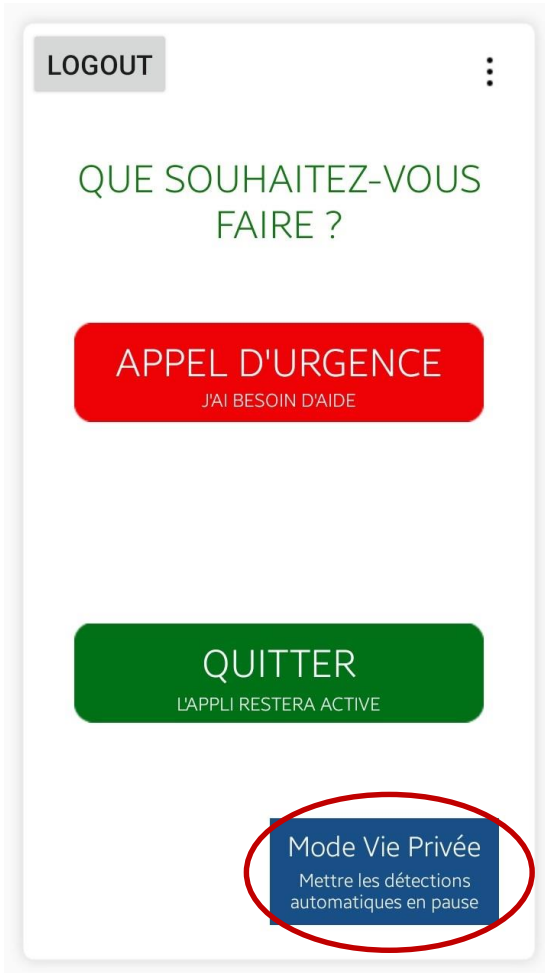 LOGOUT
QUE SOUHAITEZ-VOUS
FAIRE ?
APPEL D'URGENCE
J'AI BESOIN D'AIDE
QUITTER
L'APPLI RESTERA ACTIVE
Mode Vie Privée
Mettre les détections
automatiques en pause